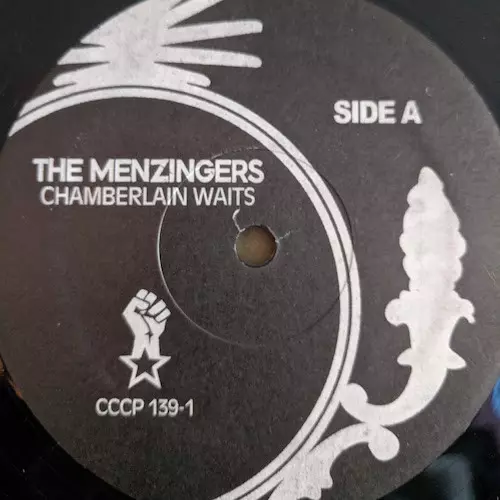 SIDE A
THE MENZINGERS
CHAMBERLAIN WAITS
CCCP 139-1